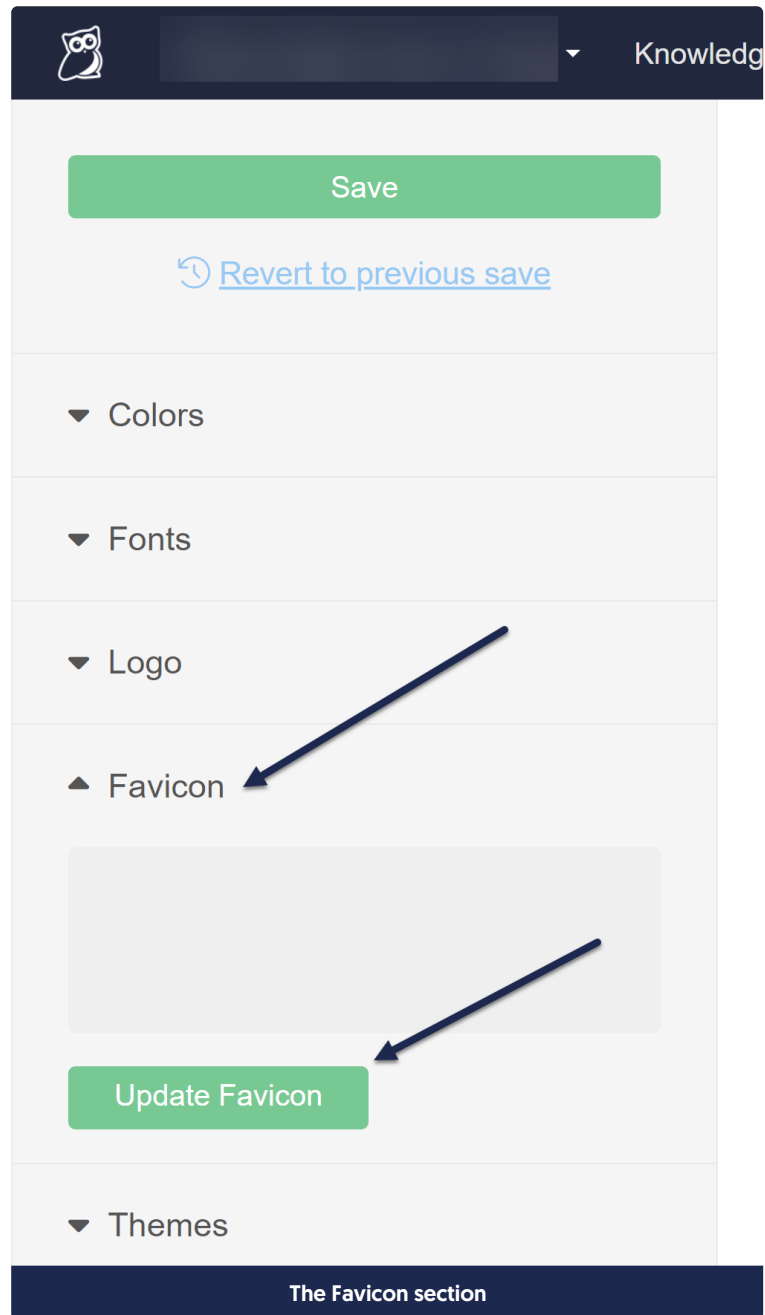 Knowledg
Save
Revert to previous save
Colors
Fonts
Logo
Favicon
Update Favicon
Themes
The Favicon section